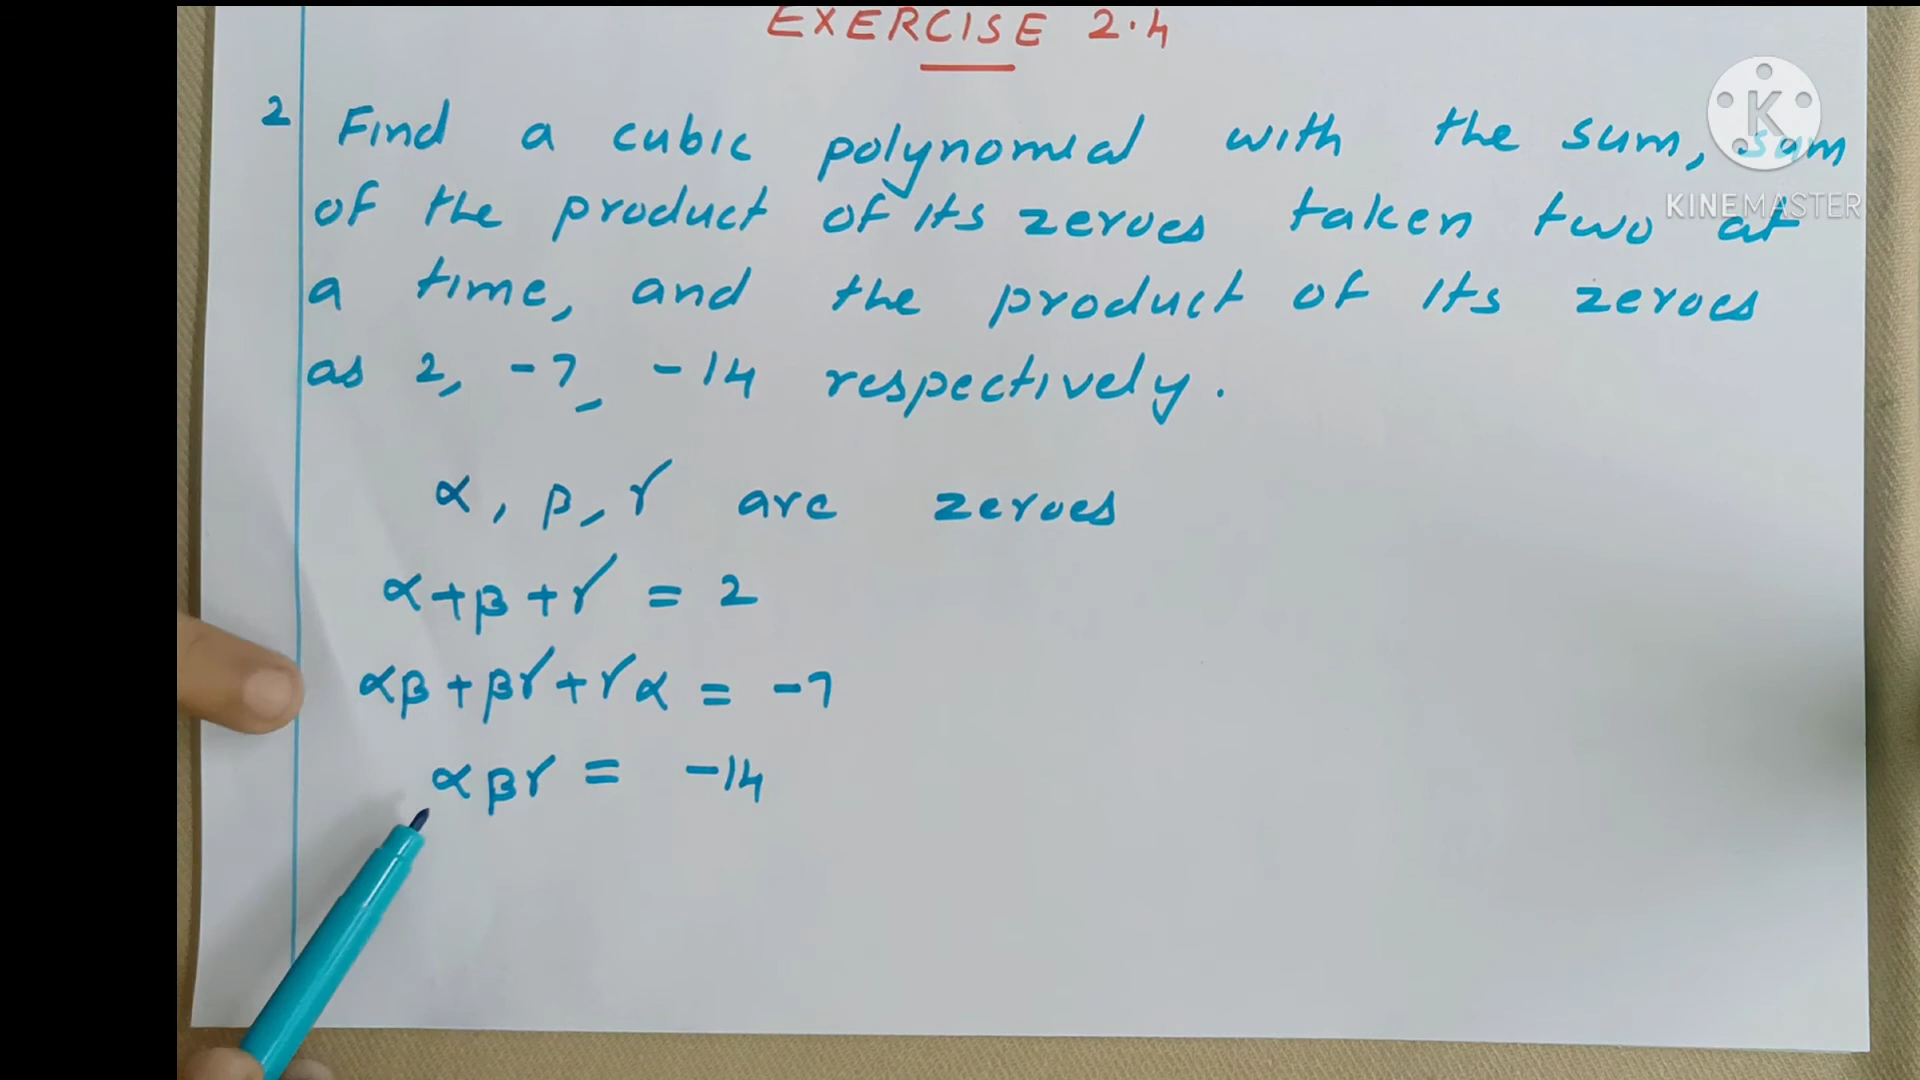 EXERCISE 2.4
2 Find a cubic polynomial with the sum, sum
of the product of its zeroes taken two at
a time, and the product of its zeroes
as 2, -7, -14 respectively.
α, β, γ are zeroes
α+β+γ = 2
αβ+βγ+γα = -7
αβγ = -14
K
KINEMASTER